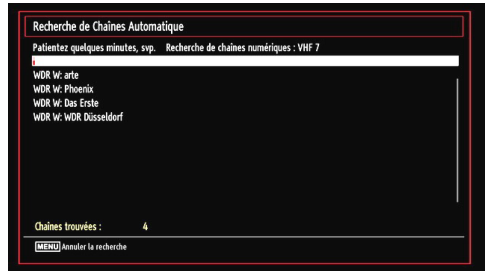 Recherche de Chaînes Automatique
Patientez quelques minutes, svp. Recherche de chaînes numériques : VHF 7
WDR W: arte
WDR W: Phoenix
WDR W: Das Erste
WDR W: WDR Düsseldorf
Chaînes trouvées : 4
MENU Annuler la recherche